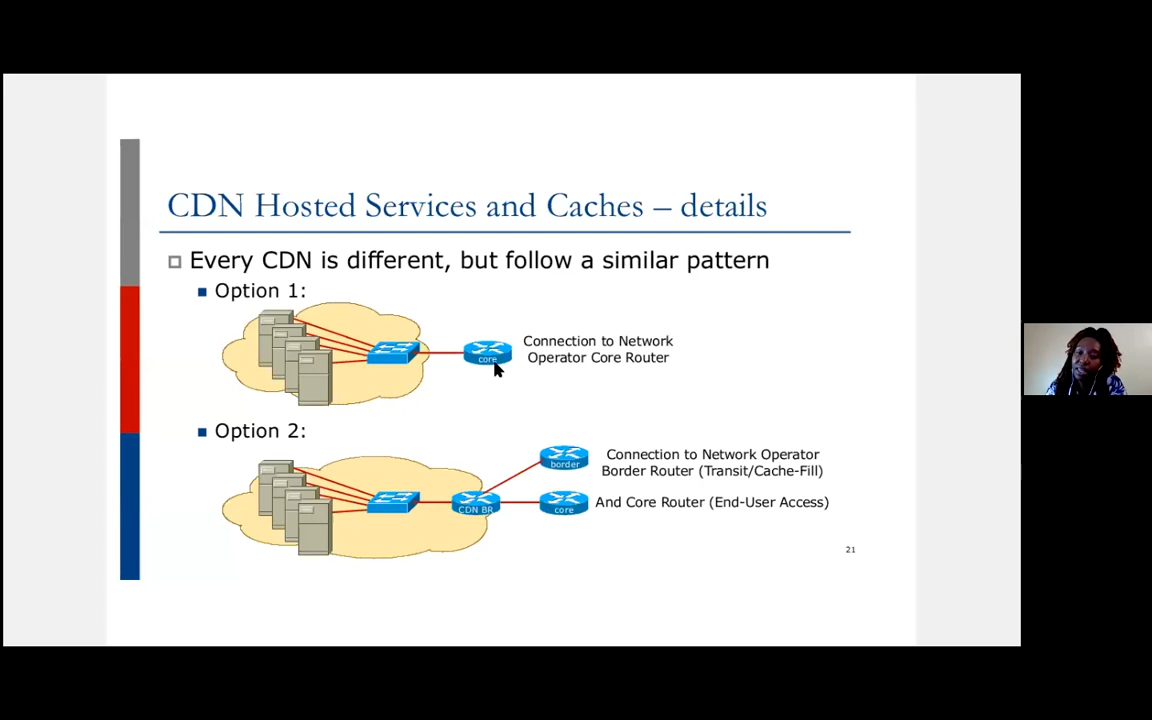 CDN Hosted Services and Caches – details
Every CDN is different, but follow a similar pattern
Option 1:
core
Connection to Network
Operator Core Router
Option 2:
border
Connection to Network Operator
Border Router (Transit/Cache-Fill)
CDN BR
core
And Core Router (End-User Access)
21